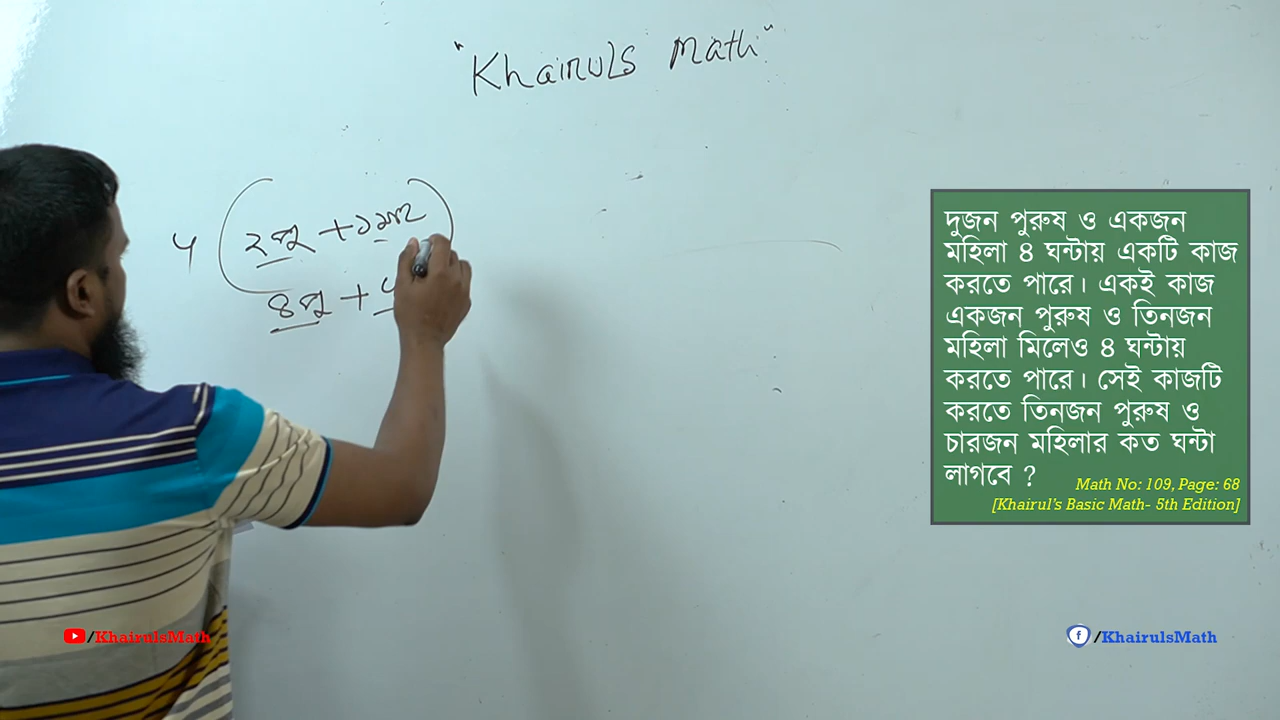 "Khairuls Math"
৫ (২পু + ১মহি)
৪পু +
দুজন পুরুষ ও একজন
মহিলা ৪ ঘন্টায় একটি কাজ
করতে পারে। একই কাজ
একজন পুরুষ ও তিনজন
মহিলা মিলেও ৪ ঘন্টায়
করতে পারে। সেই কাজটি
করতে তিনজন পুরুষ ও
চারজন মহিলার কত ঘন্টা
লাগবে ?
Math No: 109, Page: 68
[Khairul's Basic Math- 5th Edition]
/KhairulsMath
f /KhairulsMath